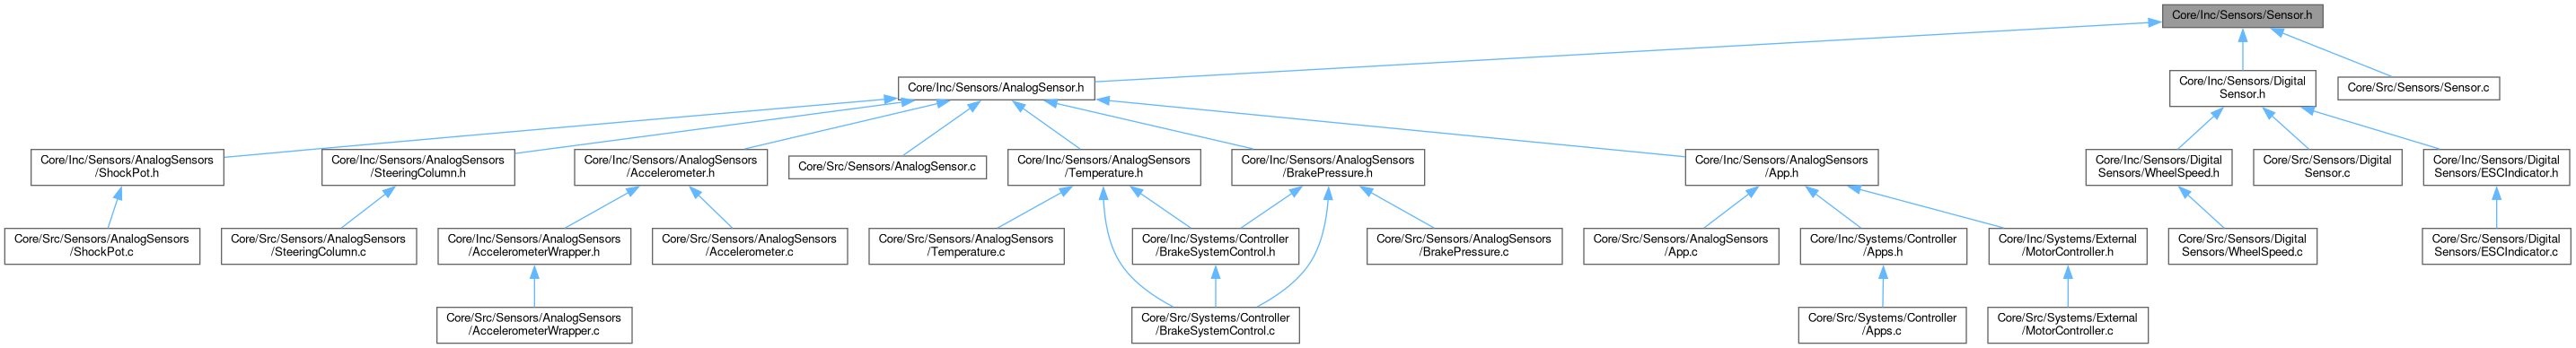 Core/Inc/Sensors/Sensor.h
Core/Inc/Sensors/AnalogSensor.h
Core/Inc/Sensors/Digital
Sensor.h
Core/Src/Sensors/Sensor.c
Core/Inc/Sensors/AnalogSensors
/ShockPot.h
Core/Inc/Sensors/AnalogSensors
/SteeringColumn.h
Core/Inc/Sensors/AnalogSensors
/Accelerometer.h
Core/Src/Sensors/AnalogSensor.c
Core/Inc/Sensors/AnalogSensors
/Temperature.h
Core/Inc/Sensors/AnalogSensors
/BrakePressure.h
Core/Inc/Sensors/AnalogSensors
/App.h
Core/Inc/Sensors/Digital
Sensors/WheelSpeed.h
Core/Src/Sensors/Digital
Sensor.c
Core/Inc/Sensors/Digital
Sensors/ESCIndicator.h
Core/Src/Sensors/AnalogSensors
/ShockPot.c
Core/Src/Sensors/AnalogSensors
/SteeringColumn.c
Core/Inc/Sensors/AnalogSensors
/AccelerometerWrapper.h
Core/Src/Sensors/AnalogSensors
/Accelerometer.c
Core/Src/Sensors/AnalogSensors
/Temperature.c
Core/Inc/Systems/Controller
/BrakeSystemControl.h
Core/Src/Sensors/AnalogSensors
/BrakePressure.c
Core/Src/Sensors/AnalogSensors
/App.c
Core/Inc/Systems/Controller
/Apps.h
Core/Inc/Systems/External
/MotorController.h
Core/Src/Sensors/Digital
Sensors/WheelSpeed.c
Core/Src/Sensors/Digital
Sensors/ESCIndicator.c
Core/Src/Sensors/AnalogSensors
/AccelerometerWrapper.c
Core/Src/Systems/Controller
/BrakeSystemControl.c
Core/Src/Systems/Controller
/Apps.c
Core/Src/Systems/External
/MotorController.c